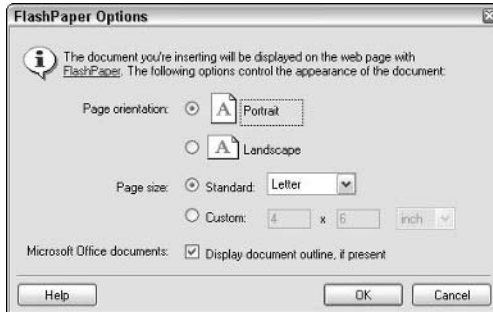 FlashPaper Options
The document you're inserting will be displayed on the web page with
FlashPaper. The following options control the appearance of the document:
Page orientation:
A Portrait
A Landscape
Page size: Standard: Letter
Custom: 4 x 6 inch
Microsoft Office documents: Display document outline, if present
Help OK Cancel